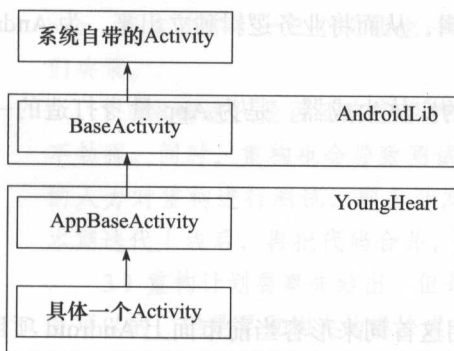 系统自带的Activity
BaseActivity
AndroidLib
AppBaseActivity
YoungHeart
具体一个Activity